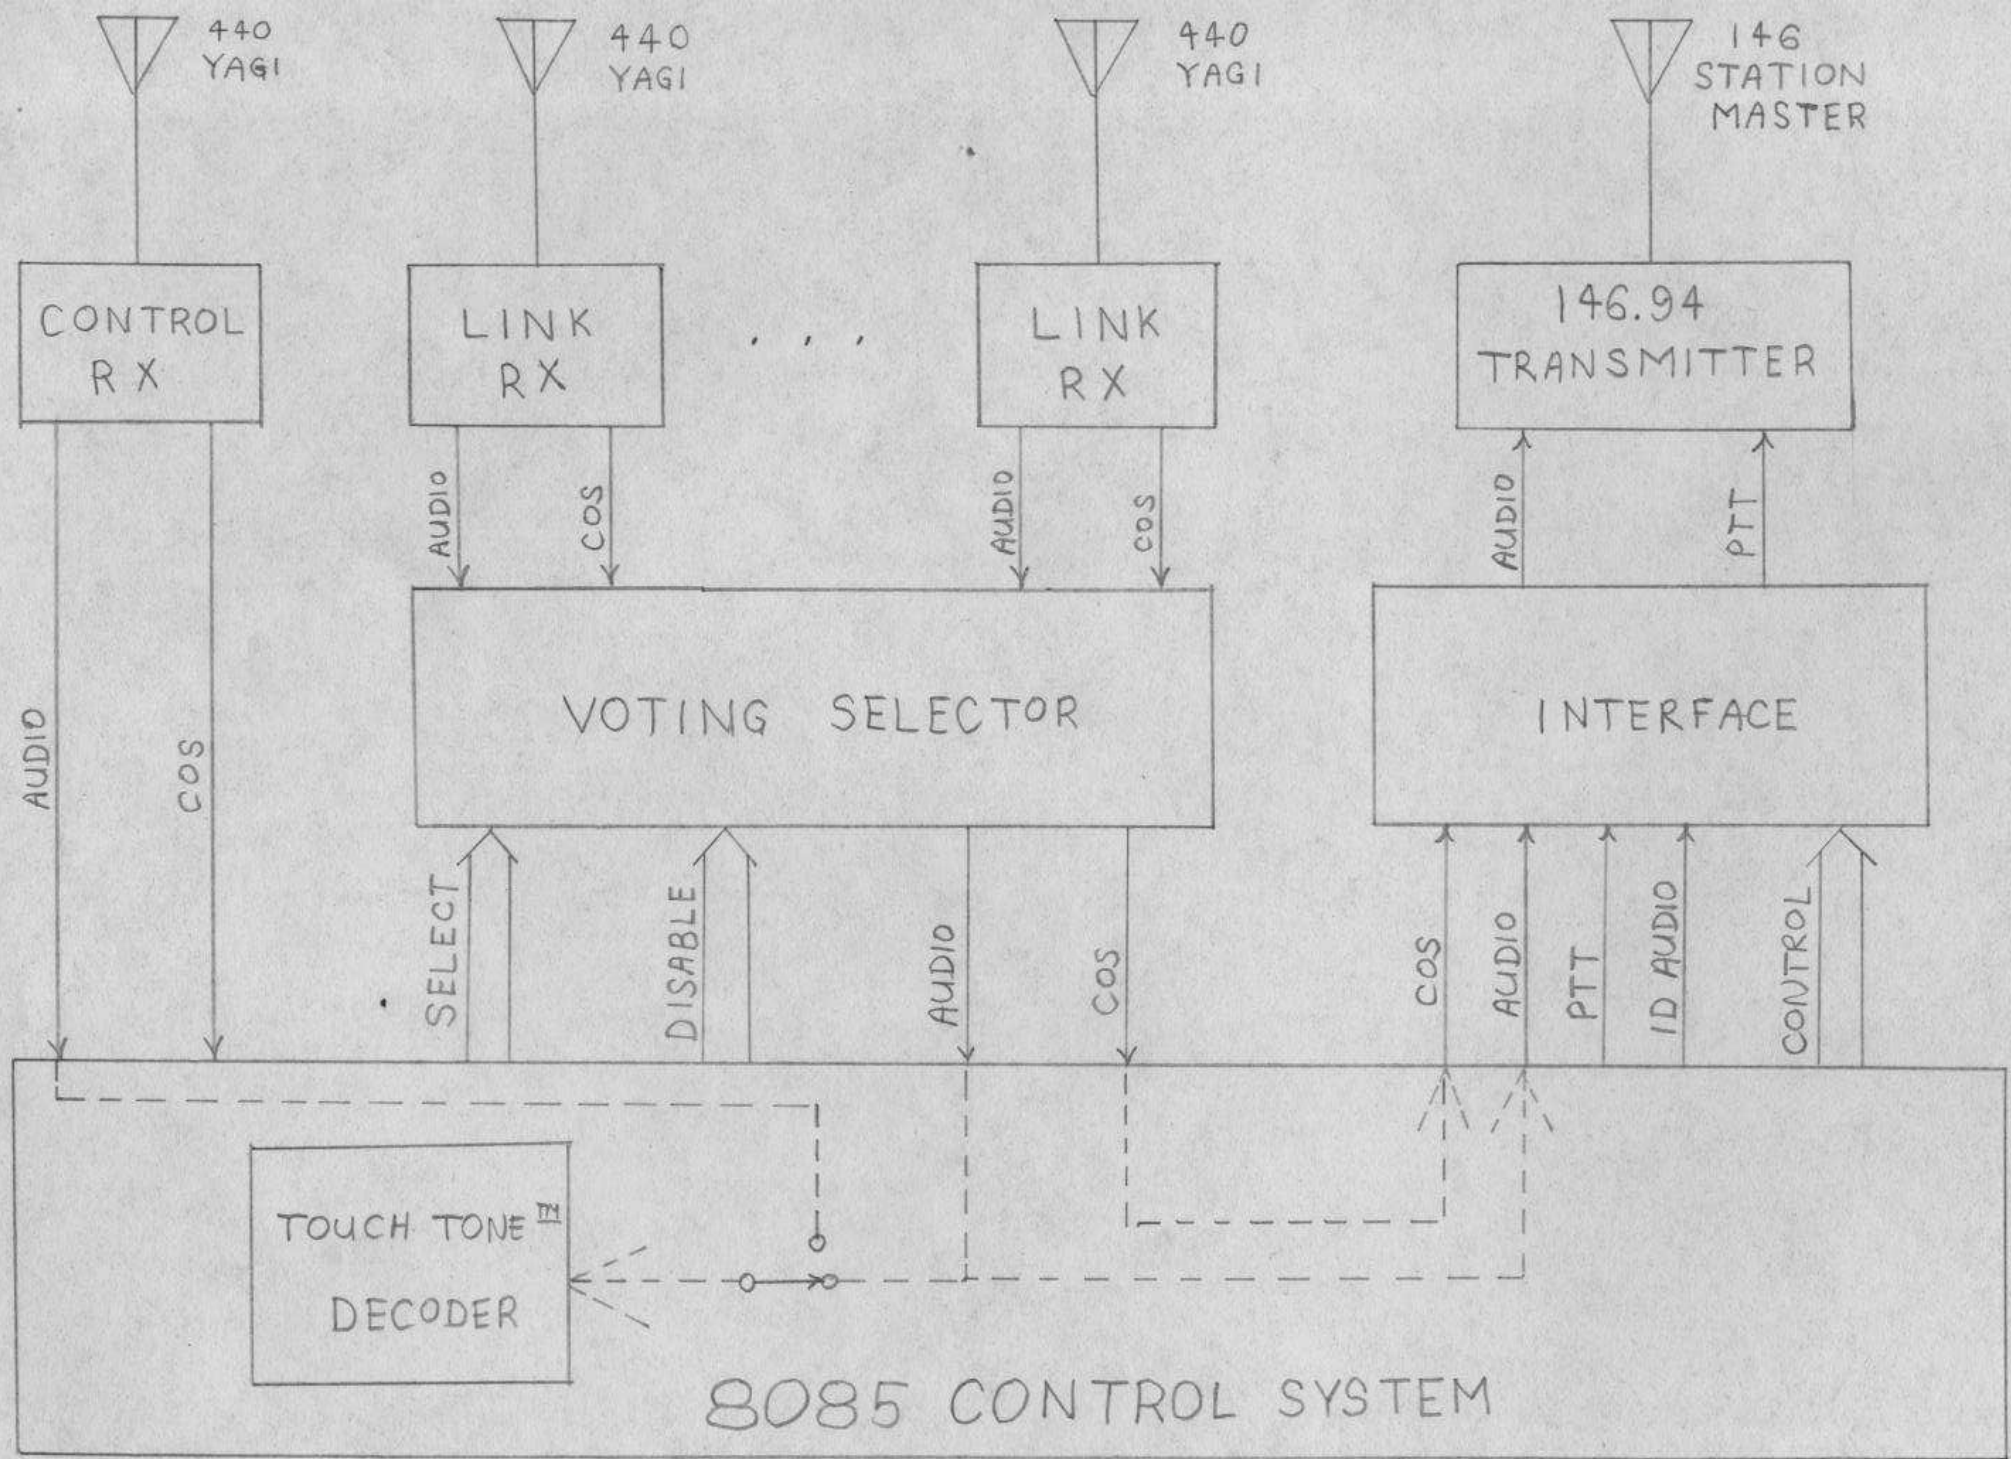 440
YAGI
440
YAGI
440
YAGI
146
STATION
MASTER
CONTROL
RX
LINK
RX
. . .
LINK
RX
146.94
TRANSMITTER
AUDIO
COS
AUDIO
COS
AUDIO
PTT
AUDIO
COS
VOTING SELECTOR
INTERFACE
SELECT
DISABLE
AUDIO
COS
COS
AUDIO
PTT
ID AUDIO
CONTROL
TOUCH TONE™
DECODER
8085 CONTROL SYSTEM